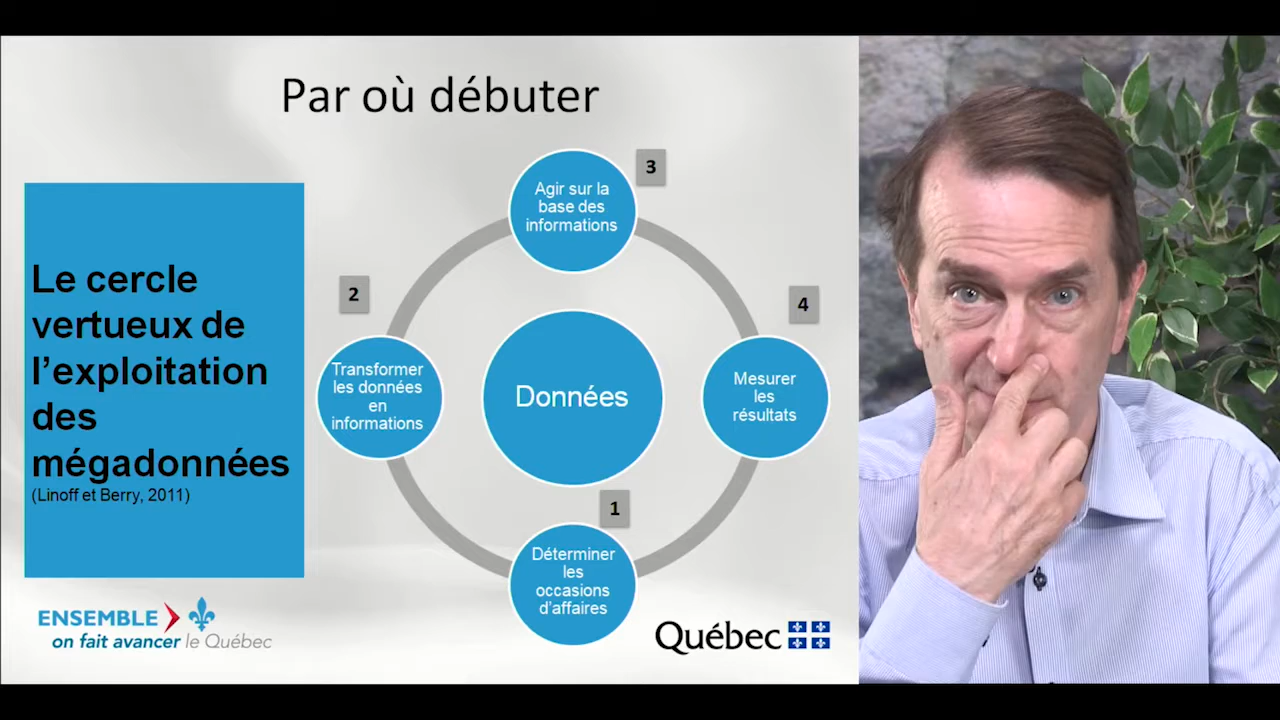 Par où débuter
Le cercle
vertueux de
l’exploitation
des
mégadonnées
(Linoff et Berry, 2011)
1
Déterminer
les
occasions
d’affaires
2
Transformer
les données
en
informations
3
Agir sur la
base des
informations
4
Mesurer
les
résultats
Données
ENSEMBLE
on fait avancer le Québec
Québec